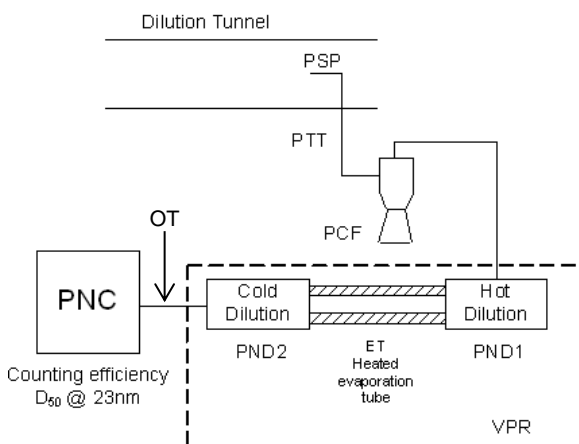 Dilution Tunnel
PSP
PTT
PCF
OT
PNC
Cold
Dilution
Hot
Dilution
PND2
ET
Heated
evaporation
tube
PND1
Counting efficiency
D₅₀ @ 23nm
VPR